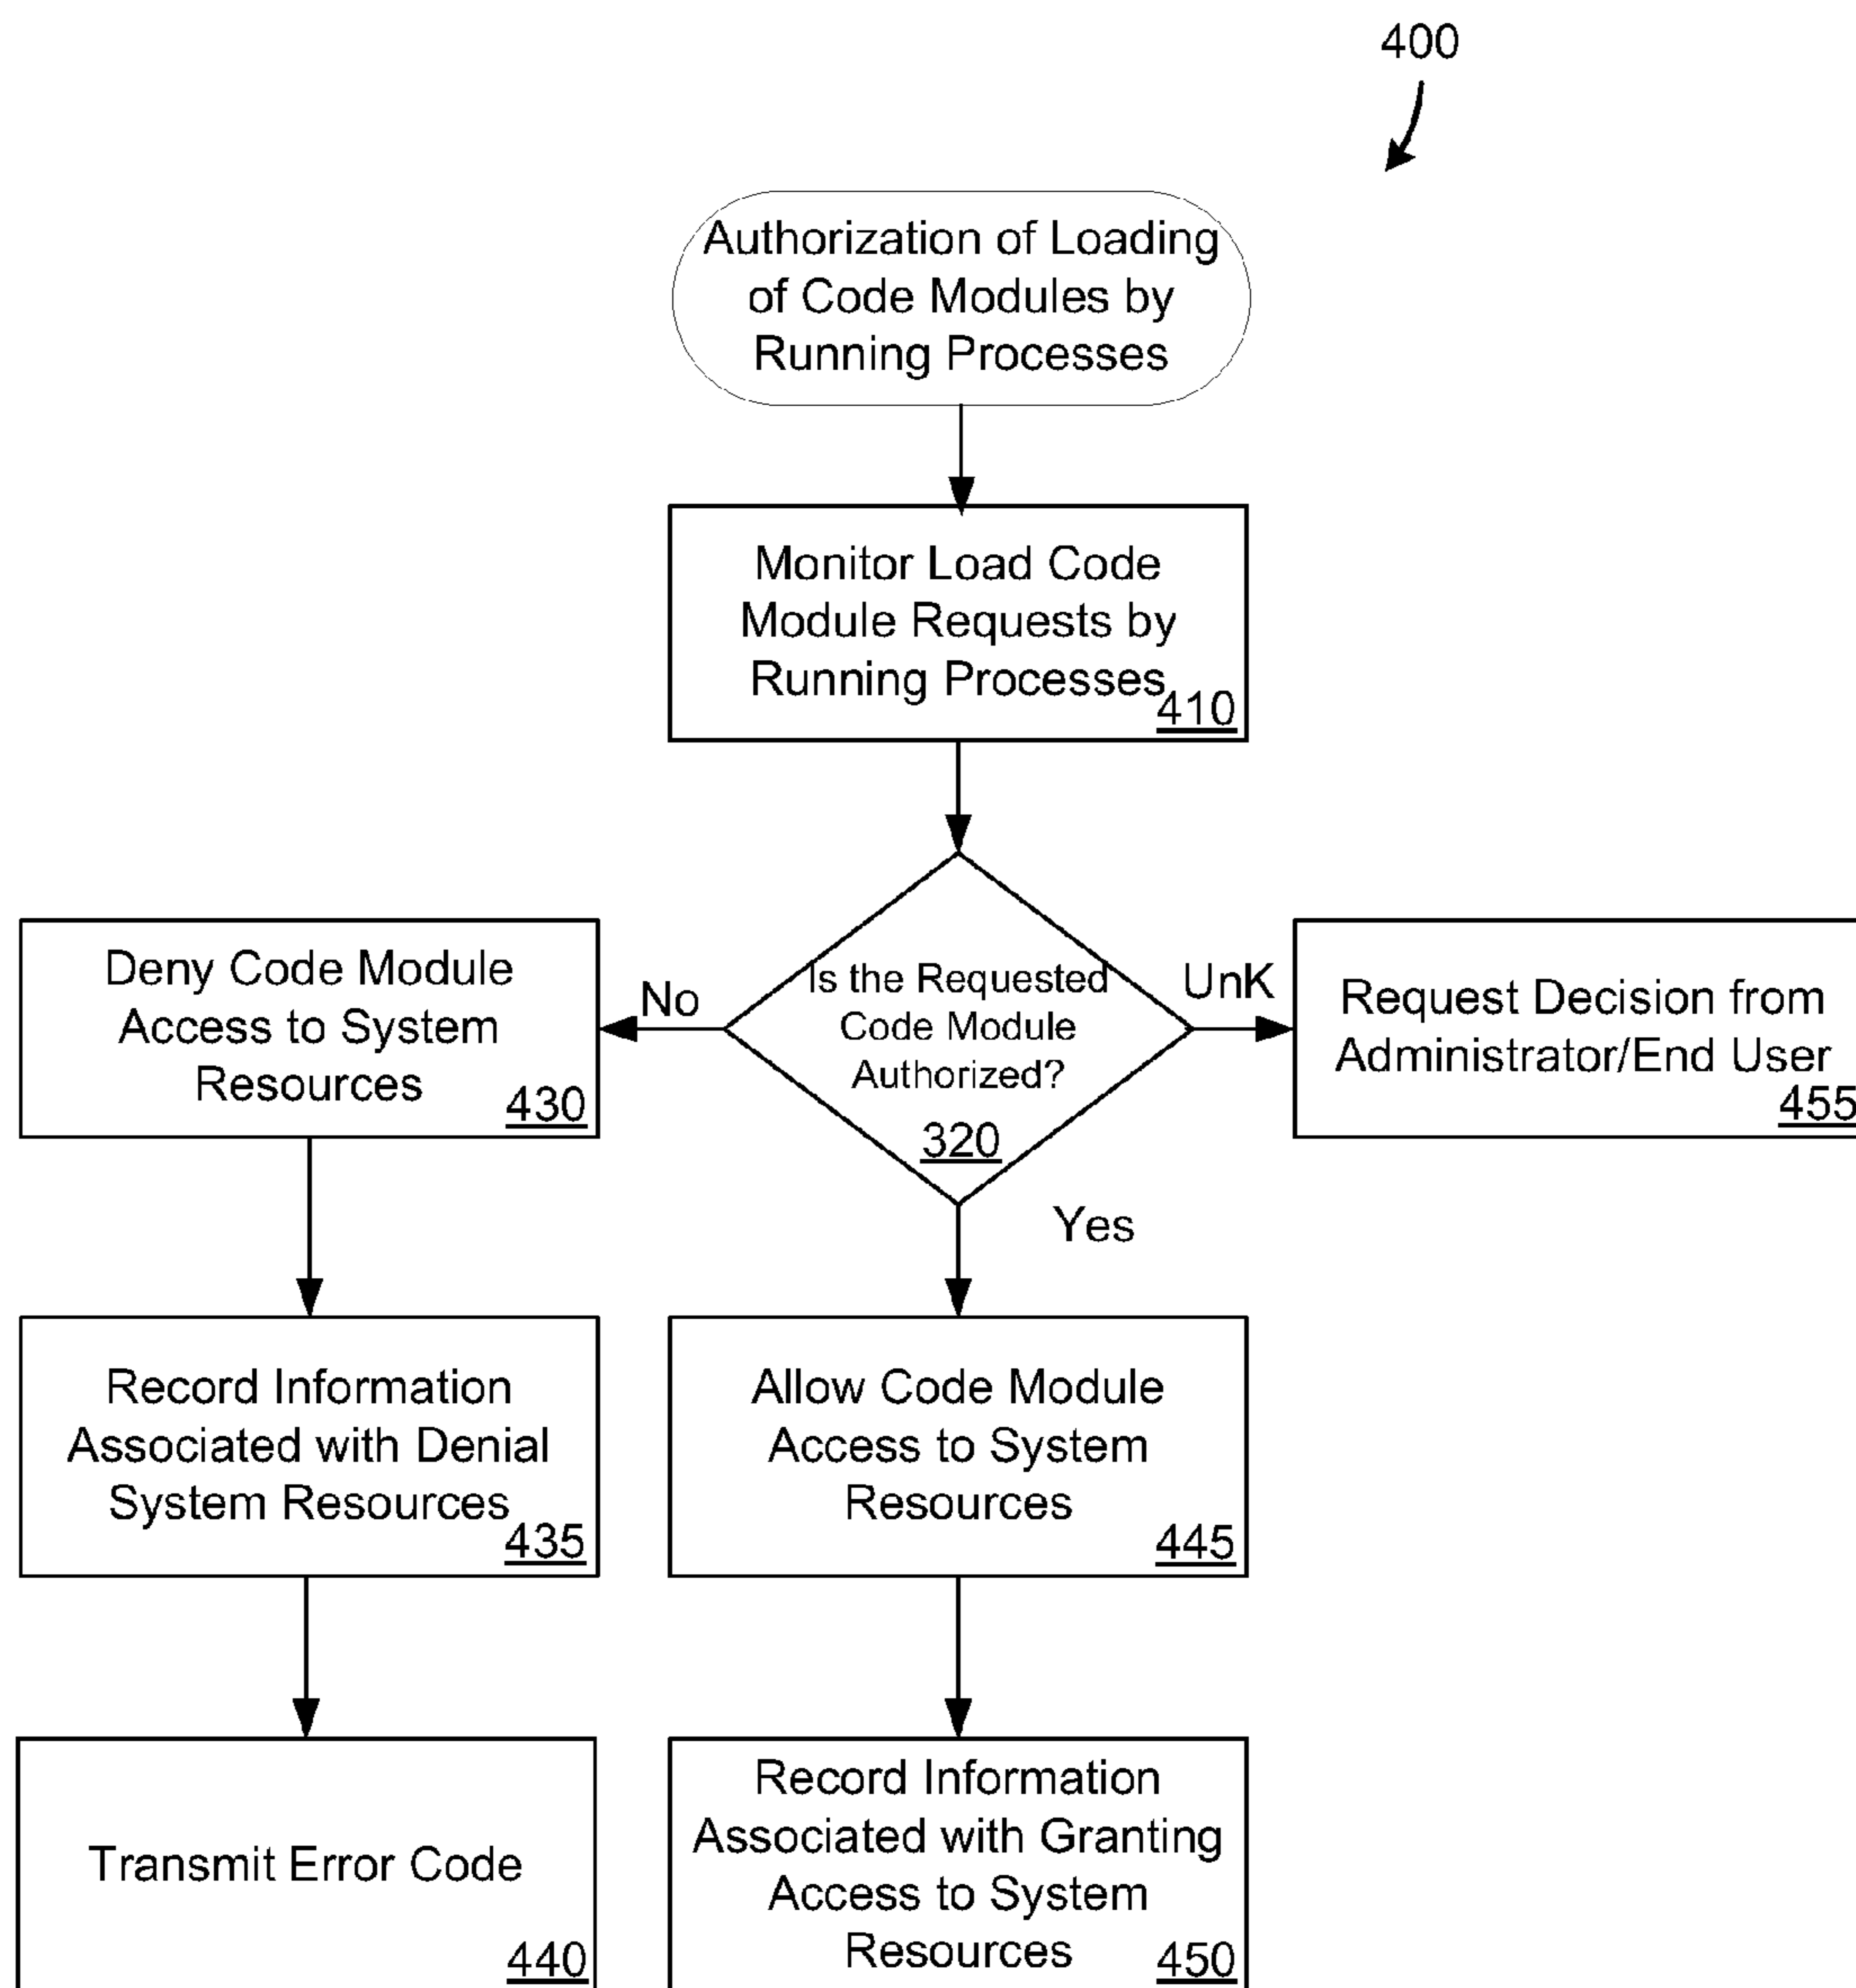 400
Authorization of Loading
of Code Modules by
Running Processes
Monitor Load Code
Module Requests by
Running Processes
410
Deny Code Module
Access to System
Resources
430
No
Is the Requested
Code Module
Authorized?
320
UnK
Request Decision from
Administrator/End User
455
Yes
Record Information
Associated with Denial
System Resources
435
Allow Code Module
Access to System
Resources
445
Transmit Error Code
440
Record Information
Associated with Granting
Access to System
Resources
450